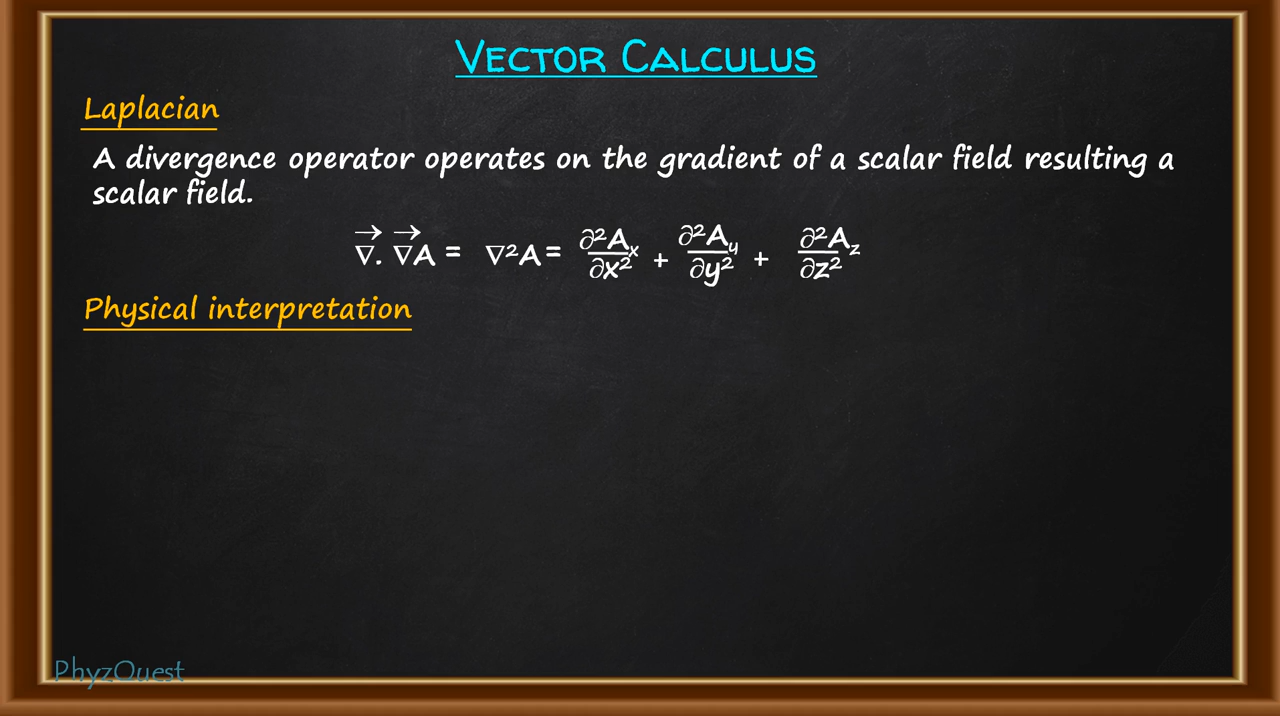 Vector Calculus
Laplacian
A divergence operator operates on the gradient of a scalar field resulting a
scalar field.
∇⃗. ∇⃗A = ∇²A = ∂²Aₓ/∂x² + ∂²A_y/∂y² + ∂²A_z/∂z²
Physical interpretation
PhyzQuest